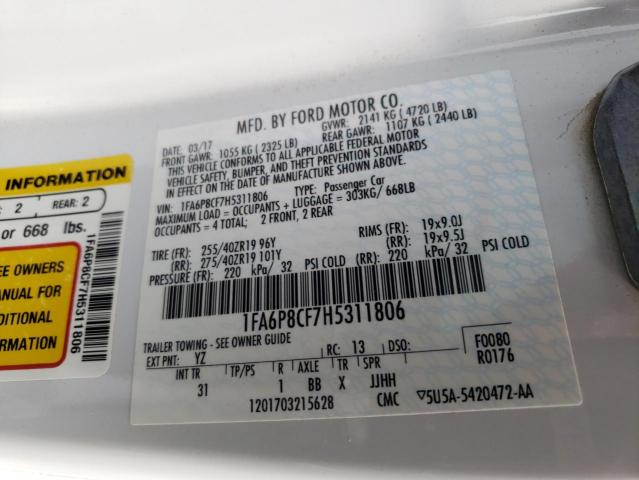 INFORMATION
: 2 REAR: 2
or 668 lbs.
EE OWNERS
ANUAL FOR
DITIONAL
ORMATION
1FA6P8CF7H5311806
MFD. BY FORD MOTOR CO.
DATE: 03/17 GVWR: 2141 KG ( 4720 LB)
FRONT GAWR: 1055 KG ( 2325 LB) REAR GAWR: 1107 KG ( 2440 LB)
THIS VEHICLE CONFORMS TO ALL APPLICABLE FEDERAL MOTOR
VEHICLE SAFETY, BUMPER, AND THEFT PREVENTION STANDARDS
IN EFFECT ON THE DATE OF MANUFACTURE SHOWN ABOVE.
VIN: 1FA6P8CF7H5311806 TYPE: Passenger Car
MAXIMUM LOAD = OCCUPANTS + LUGGAGE = 303KG/ 668LB
OCCUPANTS = 4 TOTAL; 2 FRONT, 2 REAR
TIRE (FR): 255/40ZR19 96Y RIMS (FR): 19x9.0J
(RR): 275/40ZR19 101Y (RR): 19x9.5J
PRESSURE (FR): 220 kPa/ 32 PSI COLD (RR): 220 kPa/ 32 PSI COLD
1FA6P8CF7H5311806
TRAILER TOWING - SEE OWNER GUIDE
EXT PNT: YZ RC: 13 DSO: F0080
R0176
INT TR TP/PS R AXLE TR SPR
31 1 BB X JJHH
1201703215628 CMC ▽5U5A-5420472-AA